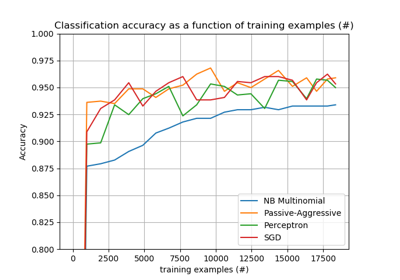 Classification accuracy as a function of training examples (#)
1.000
0.975
0.950
0.925
0.900
0.875
0.850
0.825
0.800
Accuracy
NB Multinomial
Passive-Aggressive
Perceptron
SGD
0 2500 5000 7500 10000 12500 15000 17500
training examples (#)